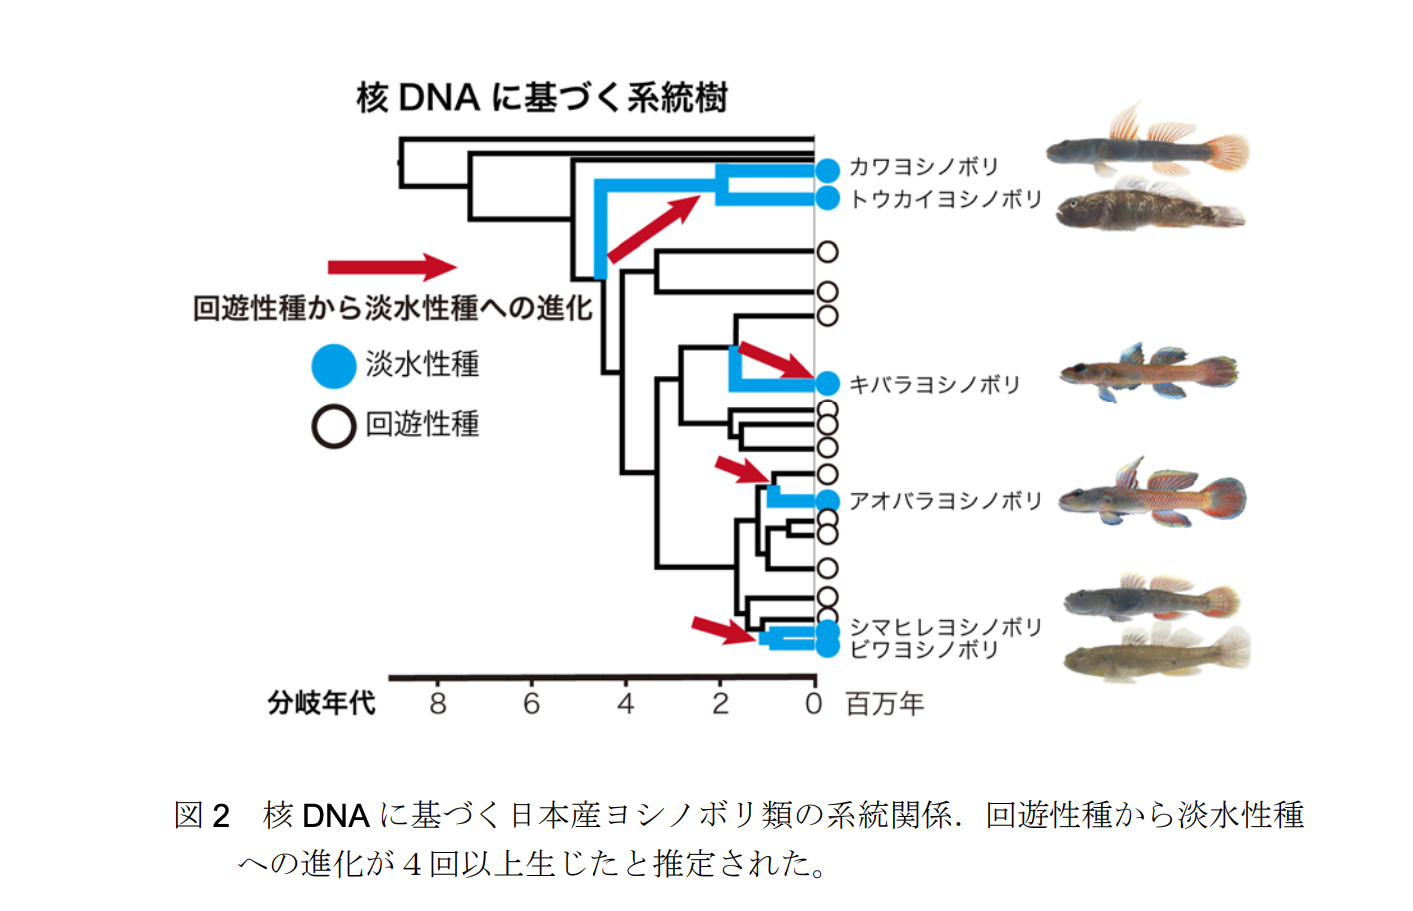 核 DNA に基づく系統樹
カワヨシノボリ
トウカイヨシノボリ
回遊性種から淡水性種への進化
淡水性種
回遊性種
キバラヨシノボリ
アオバラヨシノボリ
シマヒレヨシノボリ
ビワヨシノボリ
分岐年代 8 6 4 2 0 百万年
図 2 核 DNA に基づく日本産ヨシノボリ類の系統関係．回遊性種から淡水性種
への進化が４回以上生じたと推定された。